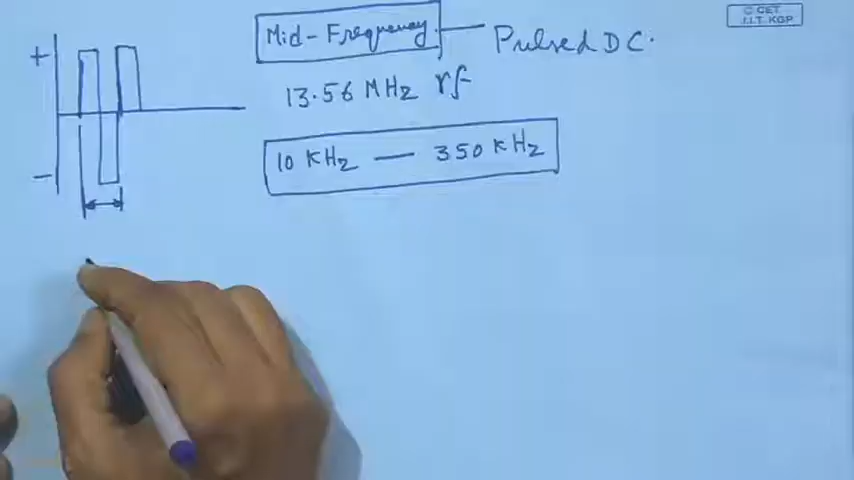 © CET
I.I.T. KGP
Mid-Frequency. — Pulsed DC.
+
13.56 MHz rf
10 KHz — 350 KHz
-